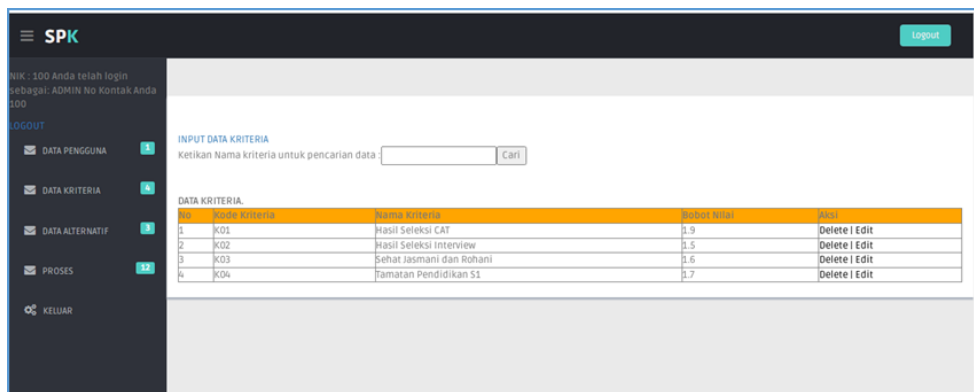 SPK
Logout
NIK : 100 Anda telah login
sebagai: ADMIN No Kontak Anda
100
LOGOUT
DATA PENGGUNA 1
DATA KRITERIA 4
DATA ALTERNATIF 3
PROSES 12
KELUAR
INPUT DATA KRITERIA
Ketikan Nama kriteria untuk pencarian data : Cari
DATA KRITERIA.
No Kode Kriteria Nama Kriteria Bobot Nilai Aksi
1 K01 Hasil Seleksi CAT 1.9 Delete | Edit
2 K02 Hasil Seleksi Interview 1.5 Delete | Edit
3 K03 Sehat Jasmani dan Rohani 1.6 Delete | Edit
4 K04 Tamatan Pendidikan S1 1.7 Delete | Edit